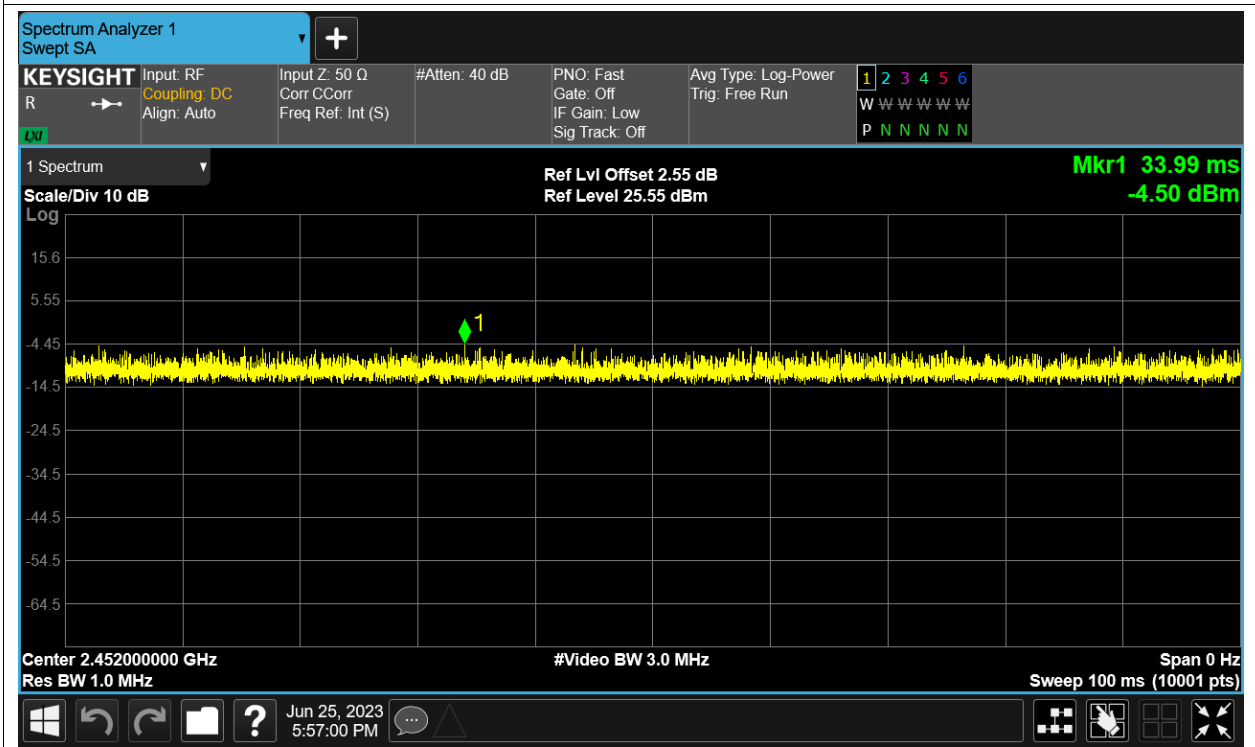 Spectrum Analyzer 1
Swept SA
KEYSIGHT
R
LXI
Input: RF
Coupling: DC
Align: Auto
Input Z: 50 Ω
Corr CCorr
Freq Ref: Int (S)
#Atten: 40 dB
PNO: Fast
Gate: Off
IF Gain: Low
Sig Track: Off
Avg Type: Log-Power
Trig: Free Run
1 2 3 4 5 6
W W W W W W
P N N N N N
1 Spectrum
Scale/Div 10 dB
Ref Lvl Offset 2.55 dB
Ref Level 25.55 dBm
Mkr1 33.99 ms
-4.50 dBm
Log
15.6
5.55
1
-4.45
-14.5
-24.5
-34.5
-44.5
-54.5
-64.5
Center 2.452000000 GHz
Res BW 1.0 MHz
#Video BW 3.0 MHz
Span 0 Hz
Sweep 100 ms (10001 pts)
?
Jun 25, 2023
5:57:00 PM